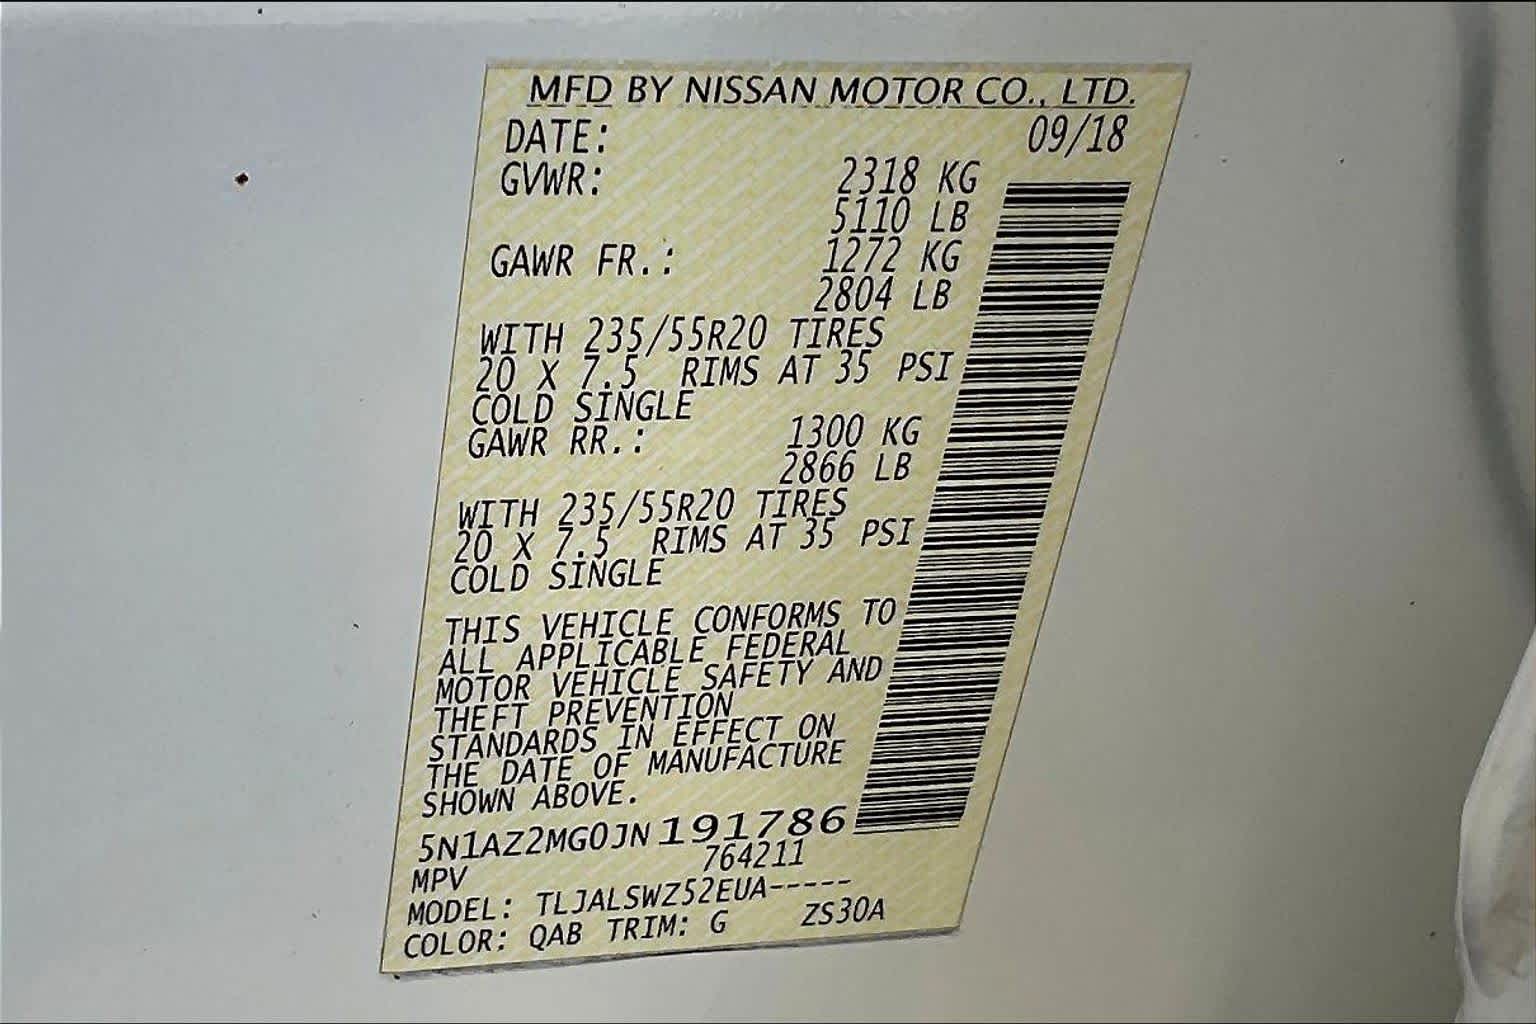 MFD BY NISSAN MOTOR CO., LTD.
DATE: 09/18
GVWR: 2318 KG
5110 LB
GAWR FR.: 1272 KG
2804 LB
WITH 235/55R20 TIRES
20 X 7.5 RIMS AT 35 PSI
COLD SINGLE
GAWR RR.: 1300 KG
2866 LB
WITH 235/55R20 TIRES
20 X 7.5 RIMS AT 35 PSI
COLD SINGLE
THIS VEHICLE CONFORMS TO
ALL APPLICABLE FEDERAL
MOTOR VEHICLE SAFETY AND
THEFT PREVENTION
STANDARDS IN EFFECT ON
THE DATE OF MANUFACTURE
SHOWN ABOVE.
5N1AZ2MG0JN191786
MPV 764211
MODEL: TLJALSWZ52EUA-----
COLOR: QAB TRIM: G ZS30A